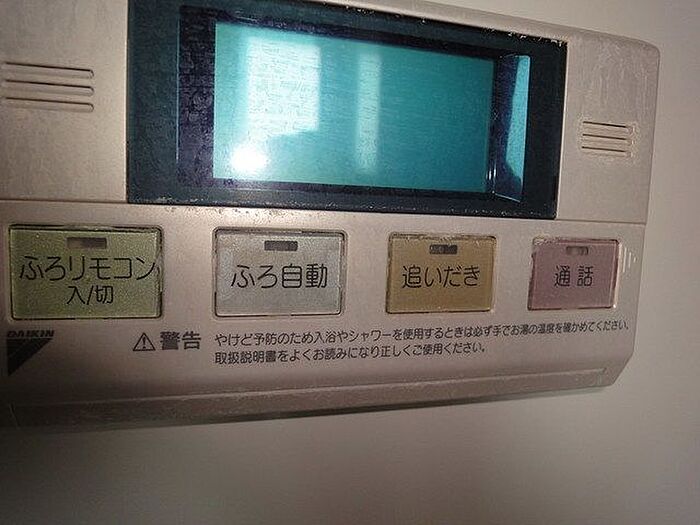 ふろリモコン
入/切
ふろ自動
追いだき
通話
DAIKIN
⚠警告
やけど予防のため入浴やシャワーを使用するときは必ず手でお湯の温度を確かめてください。
取扱説明書をよくお読みになり正しくご使用ください。